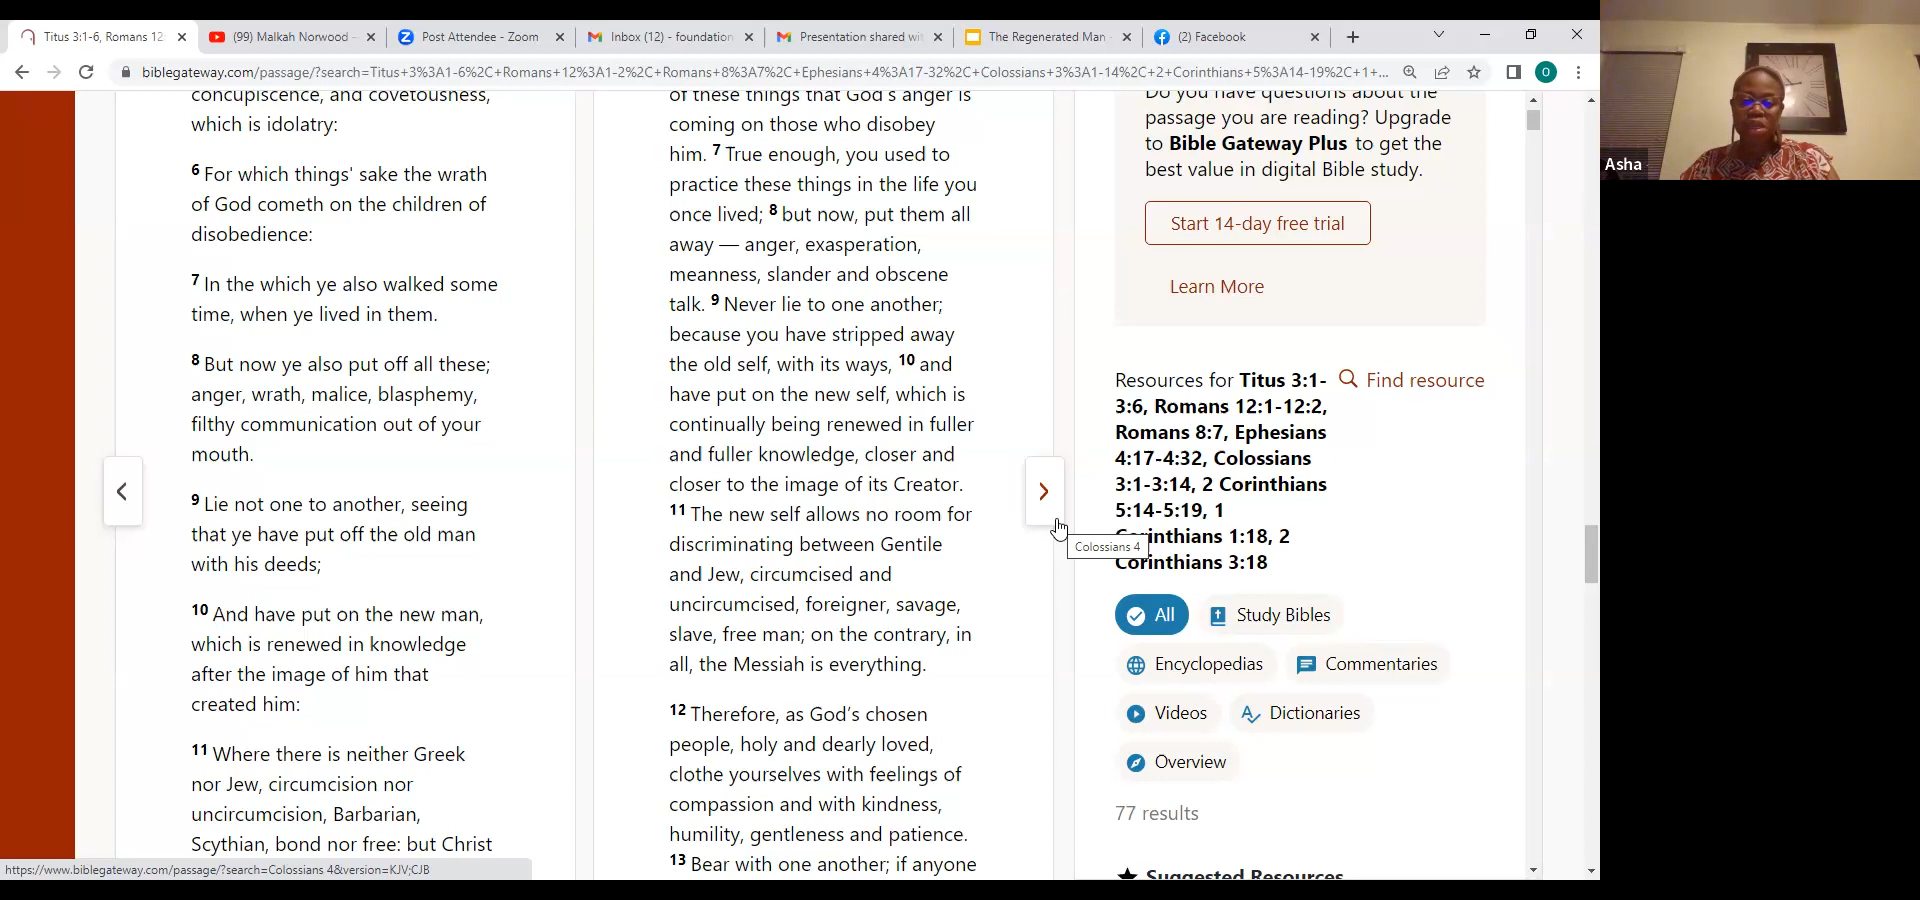 Titus 3:1-6, Romans 12:
(99) Malkah Norwood -
Post Attendee - Zoom
Inbox (12) - foundation
Presentation shared wi
The Regenerated Man -
(2) Facebook
biblegateway.com/passage/?search=Titus+3%3A1-6%2C+Romans+12%3A1-2%2C+Romans+8%3A7%2C+Ephesians+4%3A17-32%2C+Colossians+3%3A1-14%2C+2+Corinthians+5%3A14-19%2C+1+...
O
concupiscence, and covetousness,
which is idolatry:
6 For which things' sake the wrath
of God cometh on the children of
disobedience:
7 In the which ye also walked some
time, when ye lived in them.
8 But now ye also put off all these;
anger, wrath, malice, blasphemy,
filthy communication out of your
mouth.
9 Lie not one to another, seeing
that ye have put off the old man
with his deeds;
10 And have put on the new man,
which is renewed in knowledge
after the image of him that
created him:
11 Where there is neither Greek
nor Jew, circumcision nor
uncircumcision, Barbarian,
Scythian, bond nor free: but Christ
https://www.biblegateway.com/passage/?search=Colossians 4&version=KJV;CJB
of these things that God's anger is
coming on those who disobey
him. 7 True enough, you used to
practice these things in the life you
once lived; 8 but now, put them all
away — anger, exasperation,
meanness, slander and obscene
talk. 9 Never lie to one another;
because you have stripped away
the old self, with its ways, 10 and
have put on the new self, which is
continually being renewed in fuller
and fuller knowledge, closer and
closer to the image of its Creator.
11 The new self allows no room for
discriminating between Gentile
and Jew, circumcised and
uncircumcised, foreigner, savage,
slave, free man; on the contrary, in
all, the Messiah is everything.
12 Therefore, as God's chosen
people, holy and dearly loved,
clothe yourselves with feelings of
compassion and with kindness,
humility, gentleness and patience.
13 Bear with one another; if anyone
Colossians 4
Do you have questions about the
passage you are reading? Upgrade
to Bible Gateway Plus to get the
best value in digital Bible study.
Start 14-day free trial
Learn More
Resources for Titus 3:1-
3:6, Romans 12:1-12:2,
Romans 8:7, Ephesians
4:17-4:32, Colossians
3:1-3:14, 2 Corinthians
5:14-5:19, 1
Corinthians 1:18, 2
Corinthians 3:18
Find resource
All
Study Bibles
Encyclopedias
Commentaries
Videos
Dictionaries
Overview
77 results
Suggested Resources
Asha